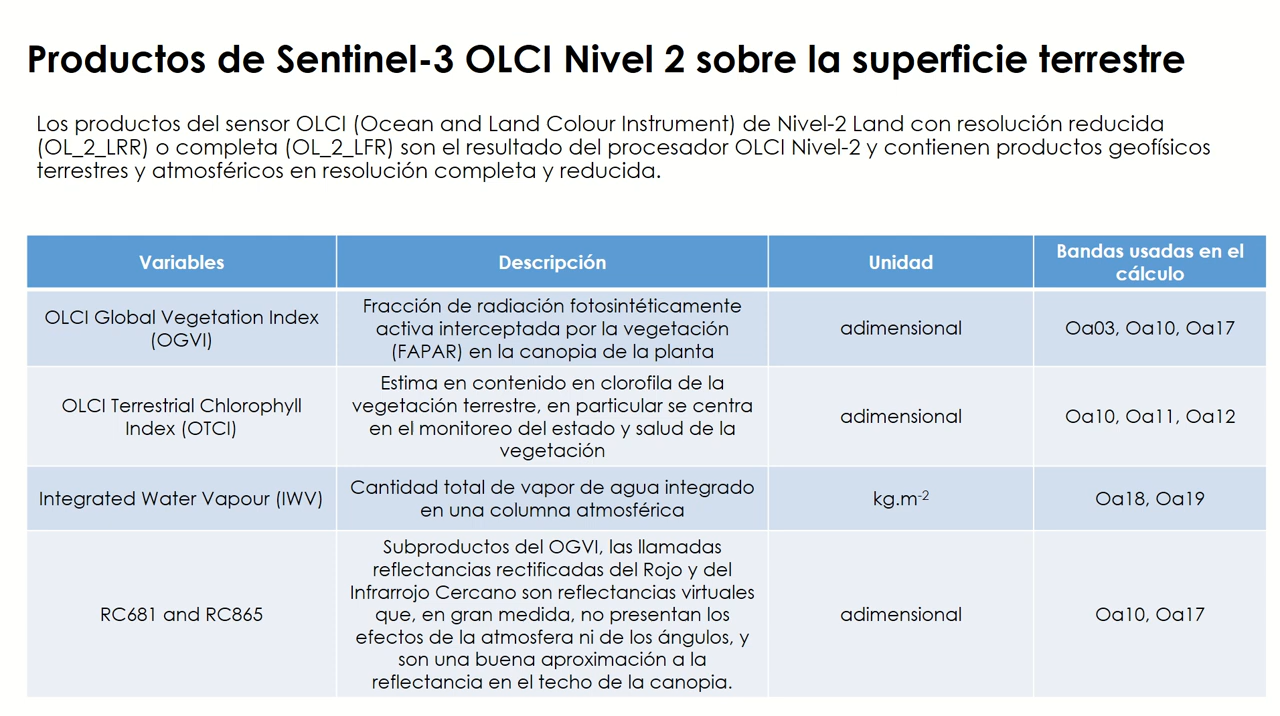 Productos de Sentinel-3 OLCI Nivel 2 sobre la superficie terrestre
Los productos del sensor OLCI (Ocean and Land Colour Instrument) de Nivel-2 Land con resolución reducida
(OL_2_LRR) o completa (OL_2_LFR) son el resultado del procesador OLCI Nivel-2 y contienen productos geofísicos
terrestres y atmosféricos en resolución completa y reducida.
Variables
Descripción
Unidad
Bandas usadas en el
cálculo
OLCI Global Vegetation Index
(OGVI)
Fracción de radiación fotosintéticamente
activa interceptada por la vegetación
(FAPAR) en la canopia de la planta
adimensional
Oa03, Oa10, Oa17
OLCI Terrestrial Chlorophyll
Index (OTCI)
Estima en contenido en clorofila de la
vegetación terrestre, en particular se centra
en el monitoreo del estado y salud de la
vegetación
adimensional
Oa10, Oa11, Oa12
Integrated Water Vapour (IWV)
Cantidad total de vapor de agua integrado
en una columna atmosférica
kg.m-2
Oa18, Oa19
RC681 and RC865
Subproductos del OGVI, las llamadas
reflectancias rectificadas del Rojo y del
Infrarrojo Cercano son reflectancias virtuales
que, en gran medida, no presentan los
efectos de la atmosfera ni de los ángulos, y
son una buena aproximación a la
reflectancia en el techo de la canopia.
adimensional
Oa10, Oa17